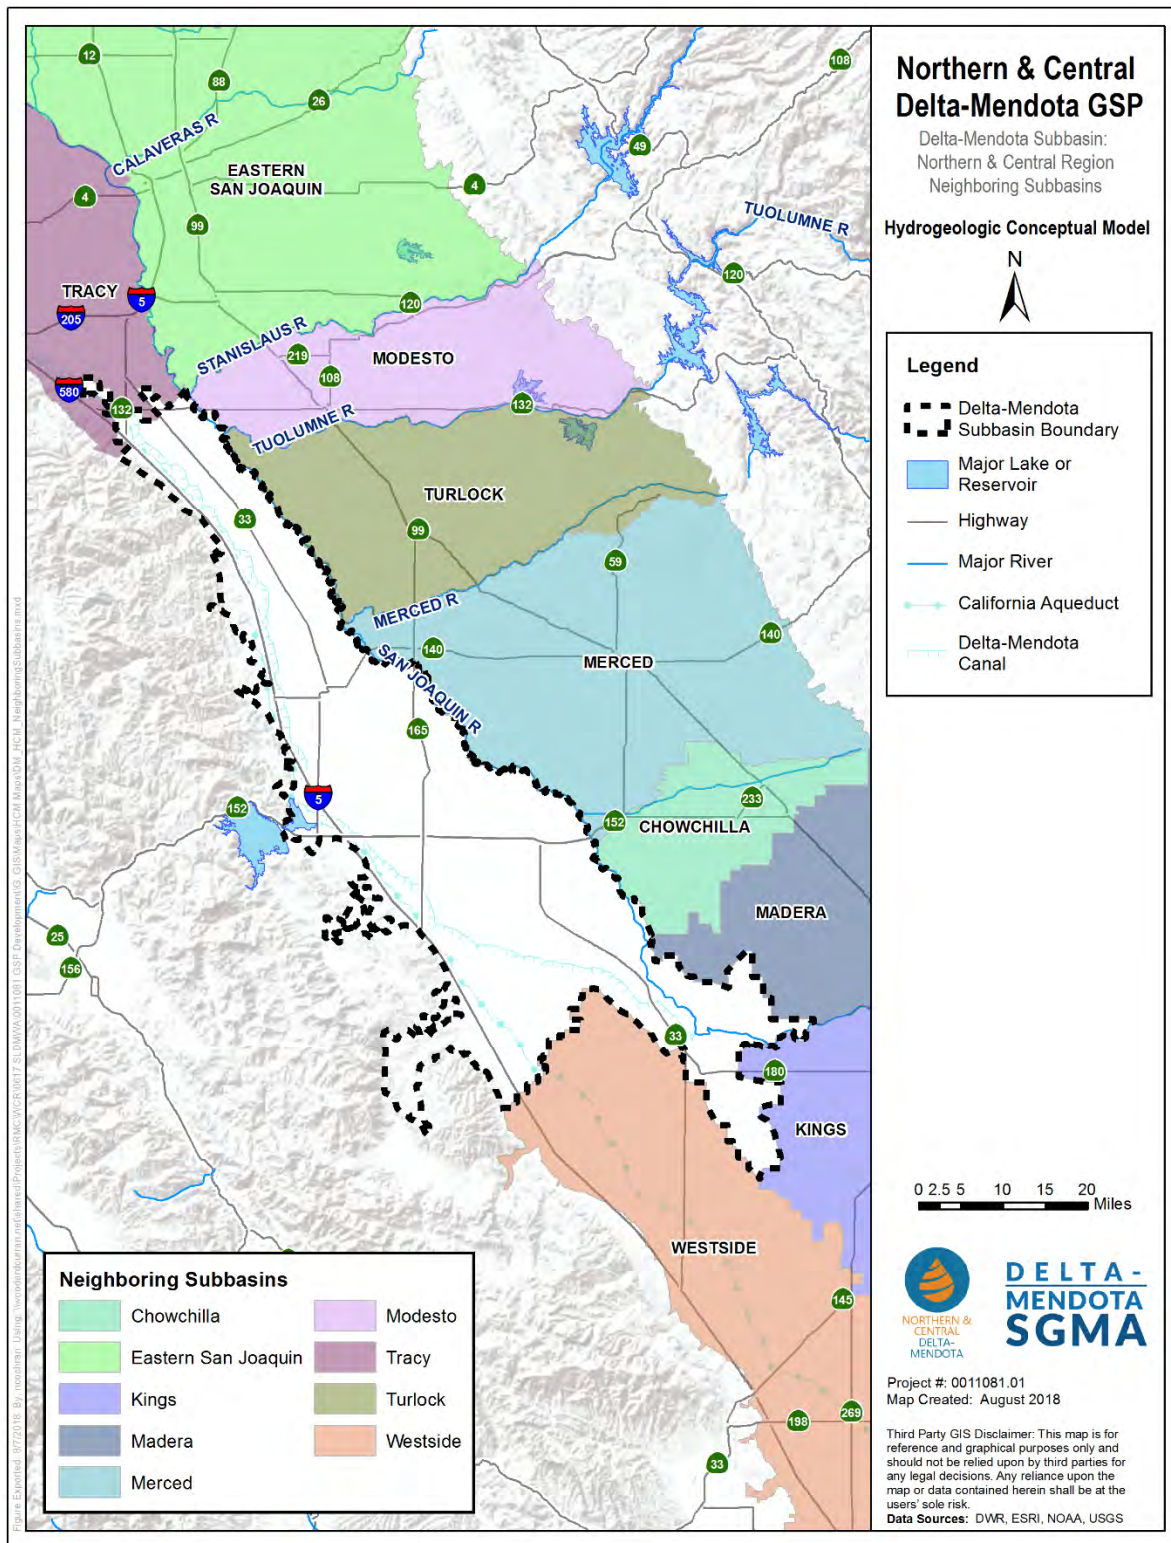 Northern & Central
Delta-Mendota GSP
Delta-Mendota Subbasin:
Northern & Central Region
Neighboring Subbasins
Hydrogeologic Conceptual Model
N
Legend
Delta-Mendota
Subbasin Boundary
Major Lake or
Reservoir
Highway
Major River
California Aqueduct
Delta-Mendota
Canal
0 2.5 5 10 15 20
Miles
NORTHERN &
CENTRAL
DELTA-
MENDOTA
DELTA-
MENDOTA
SGMA
Project #: 0011081.01
Map Created: August 2018
Third Party GIS Disclaimer: This map is for
reference and graphical purposes only and
should not be relied upon by third parties for
any legal decisions. Any reliance upon the
map or data contained herein shall be at the
users' sole risk.
Data Sources: DWR, ESRI, NOAA, USGS
12
88
26
108
CALAVERAS R
49
EASTERN
SAN JOAQUIN
4
4
99
TUOLUMNE R
120
TRACY
5
205
120
STANISLAUS R
219
MODESTO
108
580
132
132
TUOLUMNE R
TURLOCK
33
99
59
MERCED R
140
140
SAN JOAQUIN R
MERCED
165
5
152
233
152
CHOWCHILLA
MADERA
25
156
33
180
KINGS
WESTSIDE
145
269
198
33
Neighboring Subbasins
Chowchilla
Eastern San Joaquin
Kings
Madera
Merced
Modesto
Tracy
Turlock
Westside